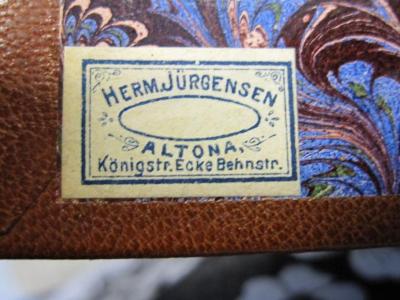 HERM. JÜRGENSEN
ALTONA,
Königstr. Ecke Behnstr.